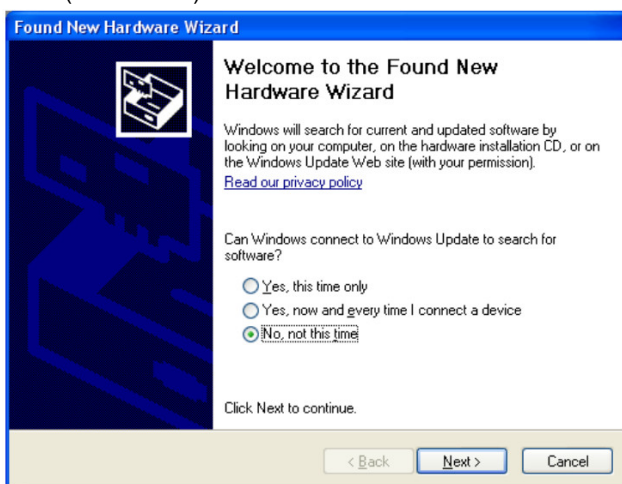 Found New Hardware Wizard
Welcome to the Found New
Hardware Wizard
Windows will search for current and updated software by
looking on your computer, on the hardware installation CD, or on
the Windows Update Web site (with your permission).
Read our privacy policy
Can Windows connect to Windows Update to search for
software?
Yes, this time only
Yes, now and every time I connect a device
No, not this time
Click Next to continue.
< Back
Next >
Cancel